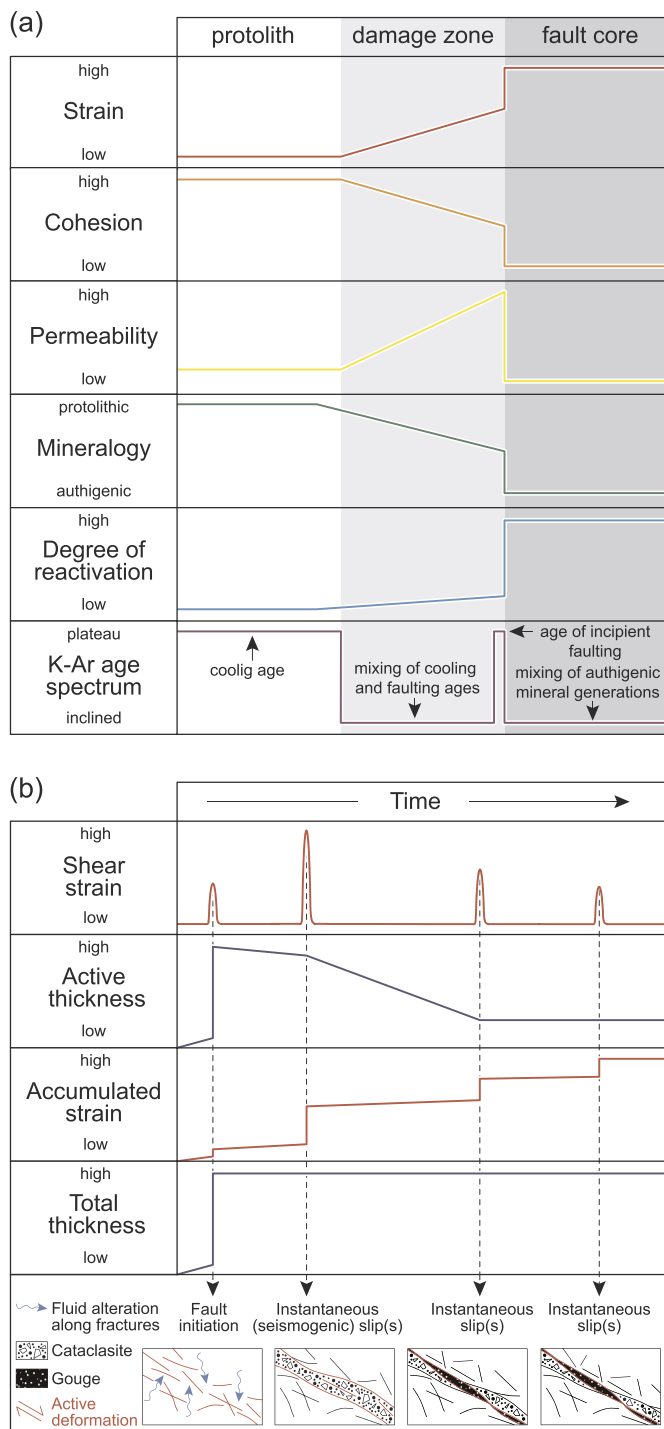 (a)
protolith damage zone fault core
high
Strain
low
high
Cohesion
low
high
Permeability
low
protolithic
Mineralogy
authigenic
high
Degree of
reactivation
low
plateau
K-Ar age
spectrum
inclined
coolig age
mixing of cooling
and faulting ages
age of incipient
faulting
mixing of authigenic
mineral generations
(b)
Time
high
Shear
strain
low
high
Active
thickness
low
high
Accumulated
strain
low
high
Total
thickness
low
Fluid alteration
along fractures
Cataclasite
Gouge
Active
deformation
Fault
initiation
Instantaneous
(seismogenic) slip(s)
Instantaneous
slip(s)
Instantaneous
slip(s)